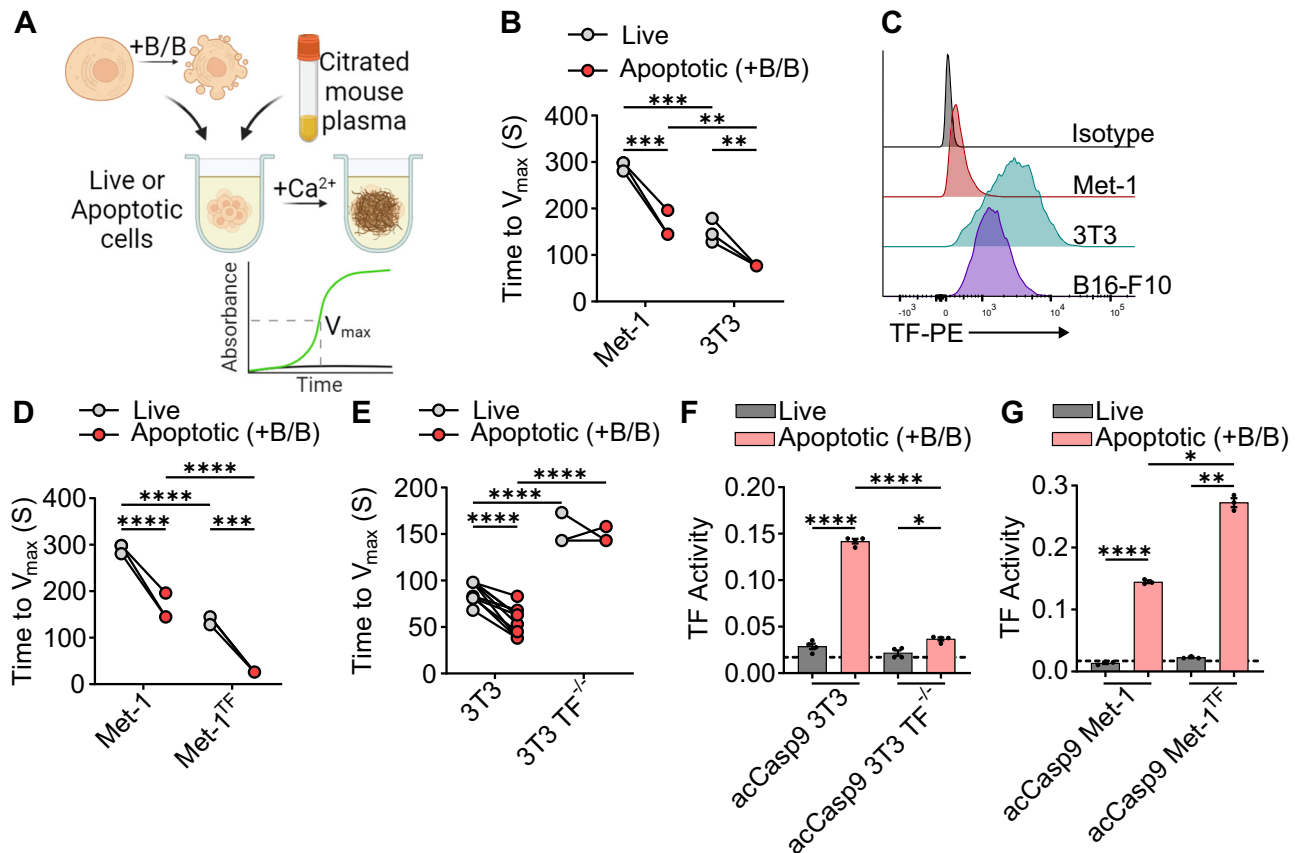 A
+B/B
Citrated
mouse
plasma
Live or
Apoptotic
cells
+Ca²⁺
Absorbance
Vmax
Time
B
Live
Apoptotic (+B/B)
Time to Vmax (S)
400
300
200
100
0
***
**
***
**
Met-1
3T3
C
Isotype
Met-1
3T3
B16-F10
-10³
0
10³
10⁴
10⁵
TF-PE
D
Live
Apoptotic (+B/B)
Time to Vmax (S)
400
300
200
100
0
****
****
****
***
Met-1
Met-1ᵀᶠ
E
Live
Apoptotic (+B/B)
Time to Vmax (S)
200
150
100
50
0
****
****
****
3T3
3T3 TF⁻/⁻
F
Live
Apoptotic (+B/B)
TF Activity
0.20
0.15
0.10
0.05
0.00
****
****
*
acCasp9 3T3
acCasp9 3T3 TF⁻/⁻
G
Live
Apoptotic (+B/B)
TF Activity
0.3
0.2
0.1
0.0
*
**
****
acCasp9 Met-1
acCasp9 Met-1ᵀᶠ